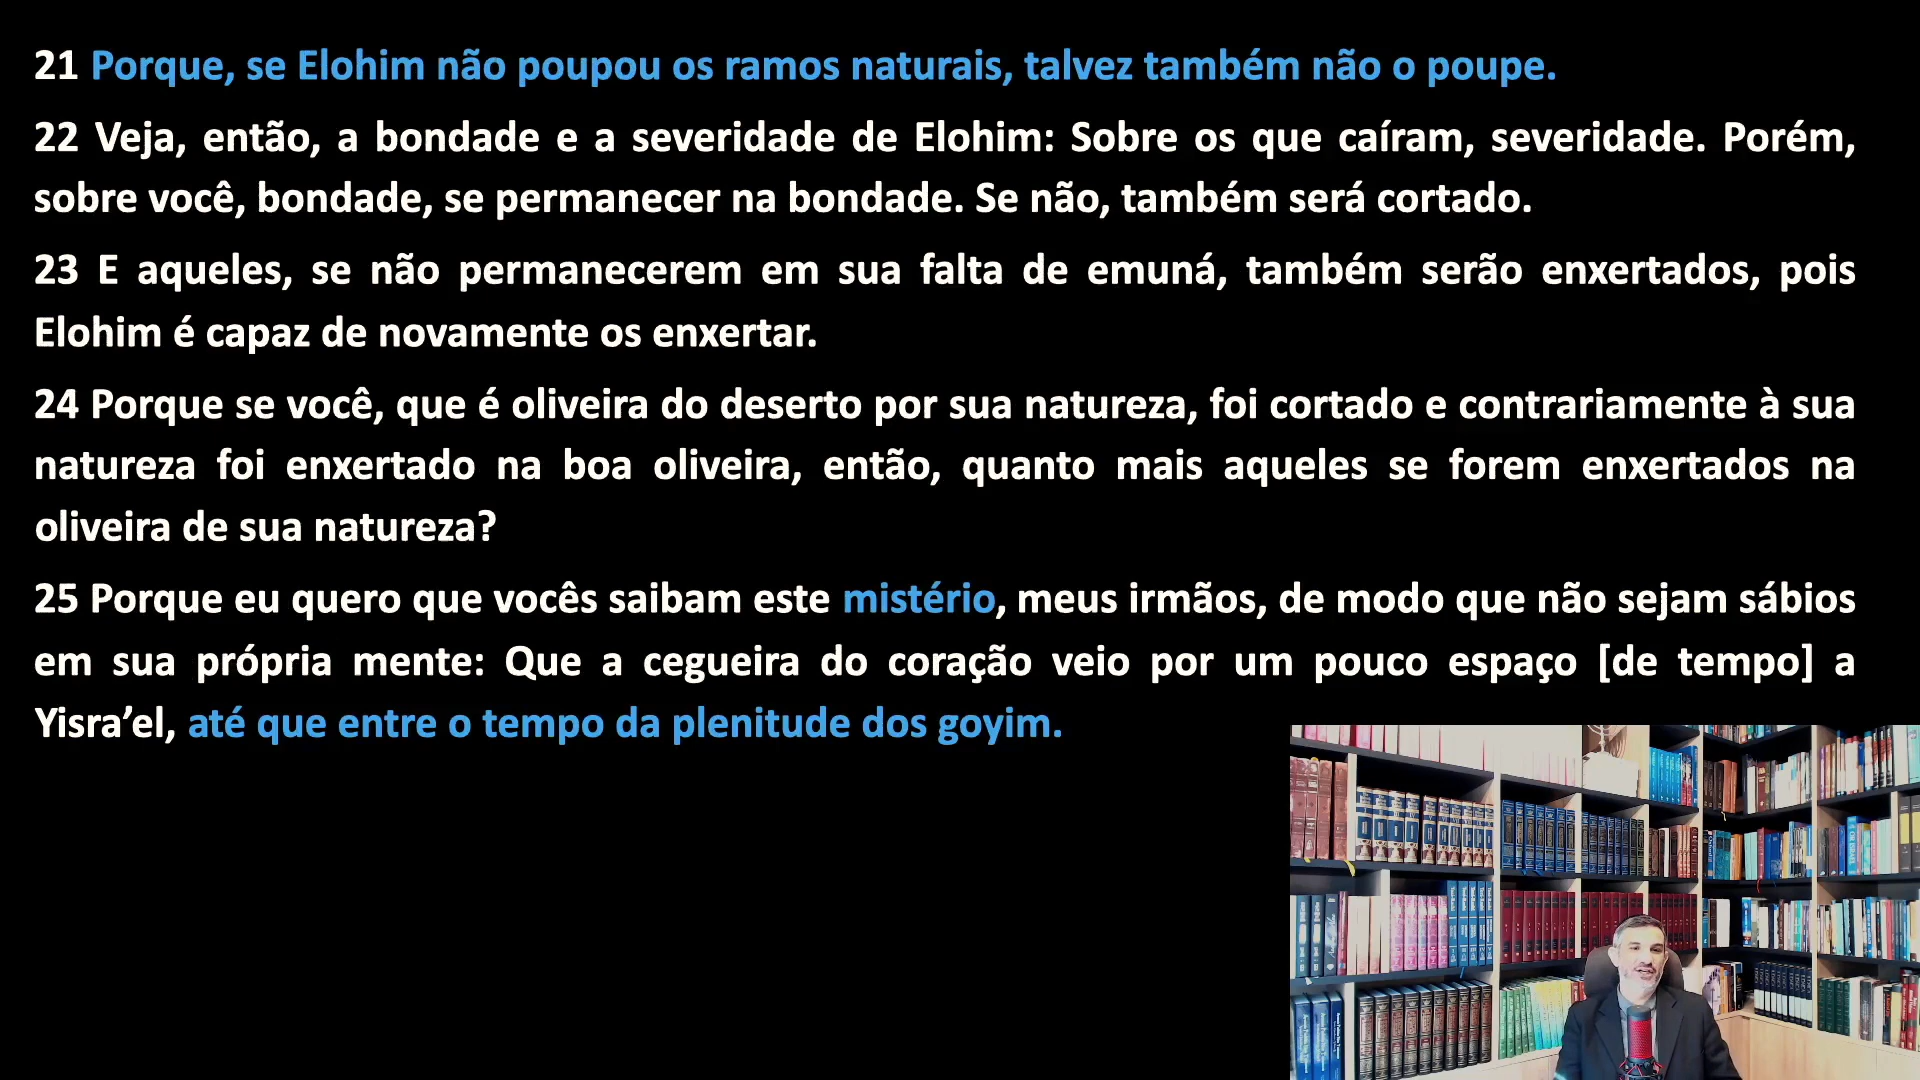 21 Porque, se Elohim não poupou os ramos naturais, talvez também não o poupe.
22 Veja, então, a bondade e a severidade de Elohim: Sobre os que caíram, severidade. Porém,
sobre você, bondade, se permanecer na bondade. Se não, também será cortado.
23 E aqueles, se não permanecerem em sua falta de emuná, também serão enxertados, pois
Elohim é capaz de novamente os enxertar.
24 Porque se você, que é oliveira do deserto por sua natureza, foi cortado e contrariamente à sua
natureza foi enxertado na boa oliveira, então, quanto mais aqueles se forem enxertados na
oliveira de sua natureza?
25 Porque eu quero que vocês saibam este mistério, meus irmãos, de modo que não sejam sábios
em sua própria mente: Que a cegueira do coração veio por um pouco espaço [de tempo] a
Yisra’el, até que entre o tempo da plenitude dos goyim.